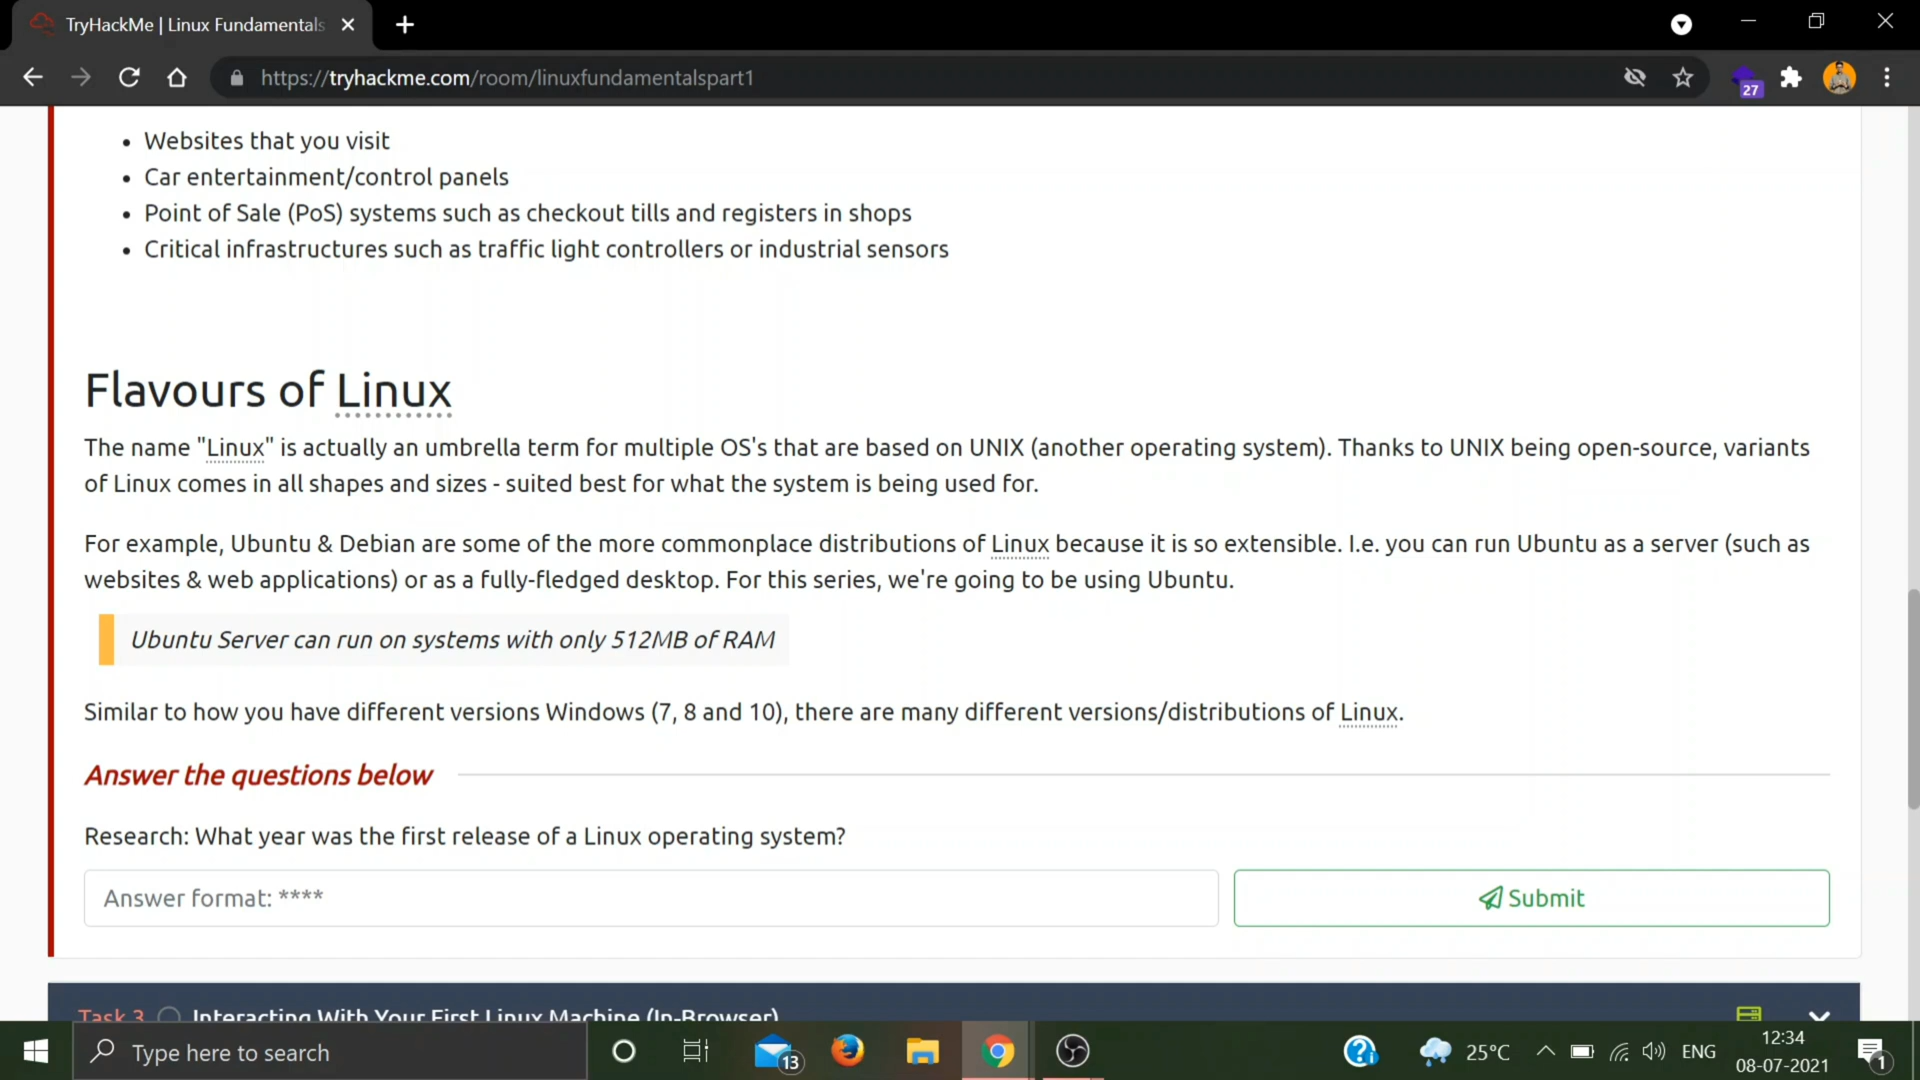 TryHackMe | Linux Fundamentals
https://tryhackme.com/room/linuxfundamentalspart1
27
• Websites that you visit
• Car entertainment/control panels
• Point of Sale (PoS) systems such as checkout tills and registers in shops
• Critical infrastructures such as traffic light controllers or industrial sensors
Flavours of Linux
The name "Linux" is actually an umbrella term for multiple OS's that are based on UNIX (another operating system). Thanks to UNIX being open-source, variants
of Linux comes in all shapes and sizes - suited best for what the system is being used for.
For example, Ubuntu & Debian are some of the more commonplace distributions of Linux because it is so extensible. I.e. you can run Ubuntu as a server (such as
websites & web applications) or as a fully-fledged desktop. For this series, we're going to be using Ubuntu.
Ubuntu Server can run on systems with only 512MB of RAM
Similar to how you have different versions Windows (7, 8 and 10), there are many different versions/distributions of Linux.
Answer the questions below
Research: What year was the first release of a Linux operating system?
Answer format: ****
Submit
Task 3 Interacting With Your First Linux Machine (In-Browser)
Type here to search
13
25°C
ENG
12:34
08-07-2021
1